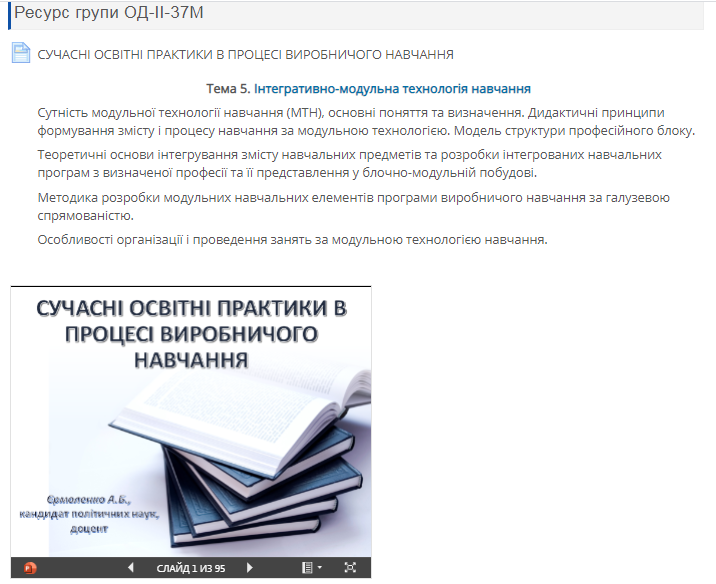 Ресурс групи ОД-ІІ-37М
СУЧАСНІ ОСВІТНІ ПРАКТИКИ В ПРОЦЕСІ ВИРОБНИЧОГО НАВЧАННЯ
Тема 5. Інтегративно-модульна технологія навчання
Сутність модульної технології навчання (МТН), основні поняття та визначення. Дидактичні принципи
формування змісту і процесу навчання за модульною технологією. Модель структури професійного блоку.
Теоретичні основи інтегрування змісту навчальних предметів та розробки інтегрованих навчальних
програм з визначеної професії та її представлення у блочно-модульній побудові.
Методика розробки модульних навчальних елементів програми виробничого навчання за галузевою
спрямованістю.
Особливості організації і проведення занять за модульною технологією навчання.
СУЧАСНІ ОСВІТНІ ПРАКТИКИ В
ПРОЦЕСІ ВИРОБНИЧОГО
НАВЧАННЯ
Єрмоленко А.Б.,
кандидат політичних наук,
доцент
СЛАЙД 1 ИЗ 95